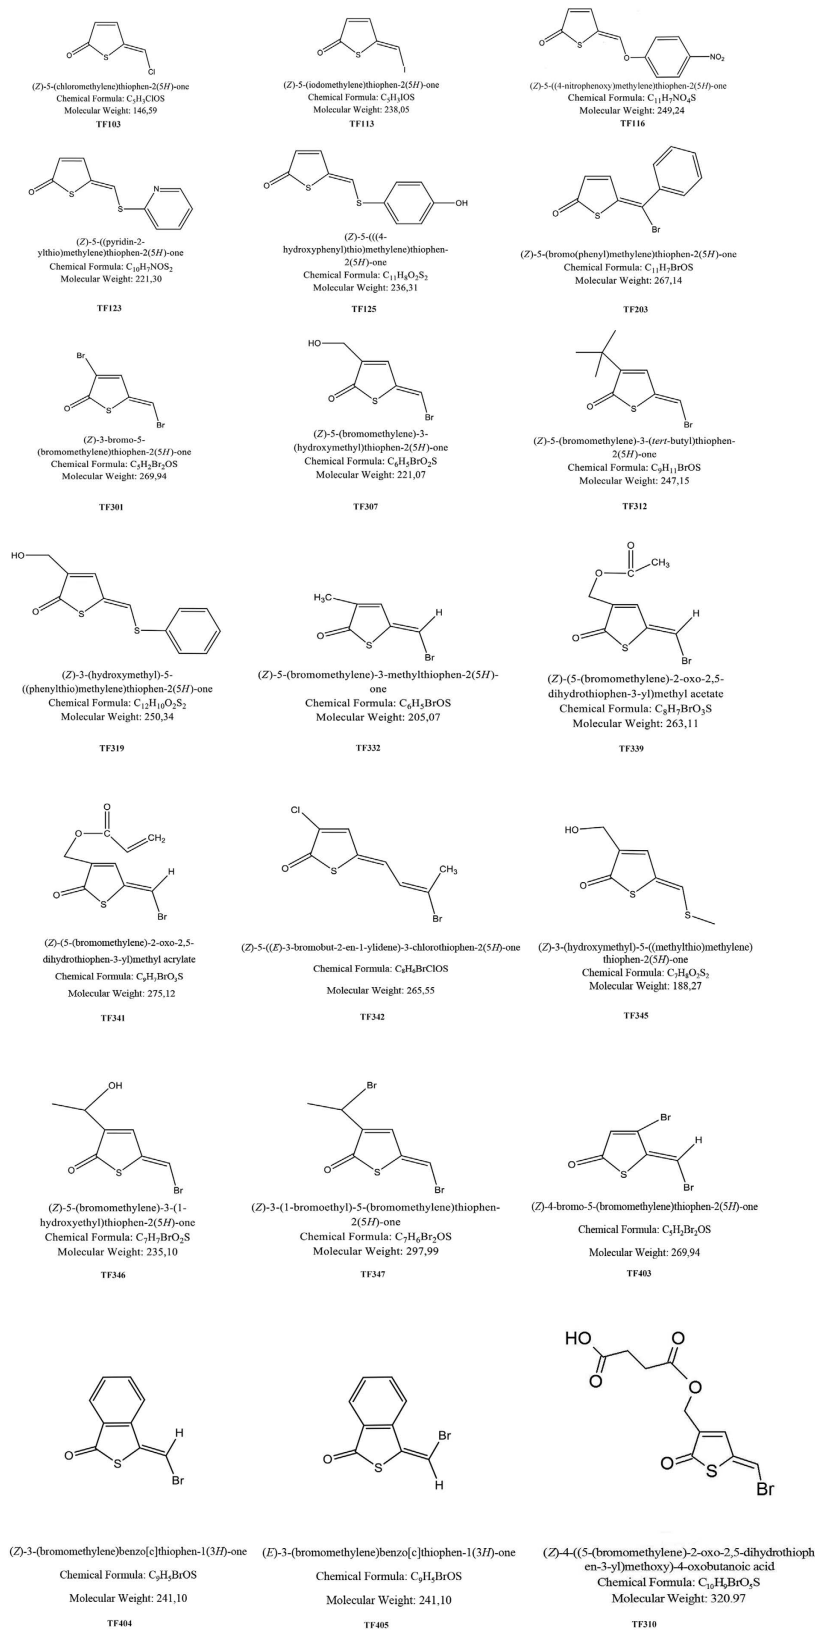 O
S
Cl
(Z)-5-(chloromethylene)thiophen-2(5H)-one
Chemical Formula: C₅H₃ClOS
Molecular Weight: 146,59
TF103
O
S
I
(Z)-5-(iodomethylene)thiophen-2(5H)-one
Chemical Formula: C₅H₃IOS
Molecular Weight: 238,05
TF113
O
S
O
NO₂
(Z)-5-((4-nitrophenoxy)methylene)thiophen-2(5H)-one
Chemical Formula: C₁₁H₇NO₄S
Molecular Weight: 249,24
TF116
O
S
S
N
(Z)-5-((pyridin-2-
ylthio)methylene)thiophen-2(5H)-one
Chemical Formula: C₁₀H₇NOS₂
Molecular Weight: 221,30
TF123
O
S
S
OH
(Z)-5-(((4-
hydroxyphenyl)thio)methylene)thiophen-
2(5H)-one
Chemical Formula: C₁₁H₈O₂S₂
Molecular Weight: 236,31
TF125
O
S
Br
(Z)-5-(bromo(phenyl)methylene)thiophen-2(5H)-one
Chemical Formula: C₁₁H₇BrOS
Molecular Weight: 267,14
TF203
Br
O
S
Br
(Z)-3-bromo-5-
(bromomethylene)thiophen-2(5H)-one
Chemical Formula: C₅H₂Br₂OS
Molecular Weight: 269,94
TF301
HO
O
S
Br
(Z)-5-(bromomethylene)-3-
(hydroxymethyl)thiophen-2(5H)-one
Chemical Formula: C₆H₅BrO₂S
Molecular Weight: 221,07
TF307
O
S
Br
(Z)-5-(bromomethylene)-3-(tert-butyl)thiophen-
2(5H)-one
Chemical Formula: C₉H₁₁BrOS
Molecular Weight: 247,15
TF312
HO
O
S
S
(Z)-3-(hydroxymethyl)-5-
((phenylthio)methylene)thiophen-2(5H)-one
Chemical Formula: C₁₂H₁₀O₂S₂
Molecular Weight: 250,34
TF319
H₃C
O
S
H
Br
(Z)-5-(bromomethylene)-3-methylthiophen-2(5H)-
one
Chemical Formula: C₆H₅BrOS
Molecular Weight: 205,07
TF332
O
O
C
CH₃
O
S
H
Br
(Z)-(5-(bromomethylene)-2-oxo-2,5-
dihydrothiophen-3-yl)methyl acetate
Chemical Formula: C₈H₇BrO₃S
Molecular Weight: 263,11
TF339
O
O
C
CH₂
O
S
H
Br
(Z)-(5-(bromomethylene)-2-oxo-2,5-
dihydrothiophen-3-yl)methyl acrylate
Chemical Formula: C₉H₇BrO₃S
Molecular Weight: 275,12
TF341
Cl
O
S
CH₃
Br
(Z)-5-((E)-3-bromobut-2-en-1-ylidene)-3-chlorothiophen-2(5H)-one
Chemical Formula: C₈H₆BrClOS
Molecular Weight: 265,55
TF342
HO
O
S
S
(Z)-3-(hydroxymethyl)-5-((methylthio)methylene)
thiophen-2(5H)-one
Chemical Formula: C₇H₈O₂S₂
Molecular Weight: 188,27
TF345
OH
O
S
Br
(Z)-5-(bromomethylene)-3-(1-
hydroxyethyl)thiophen-2(5H)-one
Chemical Formula: C₇H₇BrO₂S
Molecular Weight: 235,10
TF346
Br
O
S
Br
(Z)-3-(1-bromoethyl)-5-(bromomethylene)thiophen-
2(5H)-one
Chemical Formula: C₇H₆Br₂OS
Molecular Weight: 297,99
TF347
Br
O
S
H
Br
(Z)-4-bromo-5-(bromomethylene)thiophen-2(5H)-one
Chemical Formula: C₅H₂Br₂OS
Molecular Weight: 269,94
TF403
O
S
H
Br
(Z)-3-(bromomethylene)benzo[c]thiophen-1(3H)-one
Chemical Formula: C₉H₅BrOS
Molecular Weight: 241,10
TF404
O
S
Br
H
(E)-3-(bromomethylene)benzo[c]thiophen-1(3H)-one
Chemical Formula: C₉H₅BrOS
Molecular Weight: 241,10
TF405
HO
O
O
O
O
S
Br
(Z)-4-((5-(bromomethylene)-2-oxo-2,5-dihydrothioph
en-3-yl)methoxy)-4-oxobutanoic acid
Chemical Formula: C₁₀H₉BrO₅S
Molecular Weight: 320.97
TF310